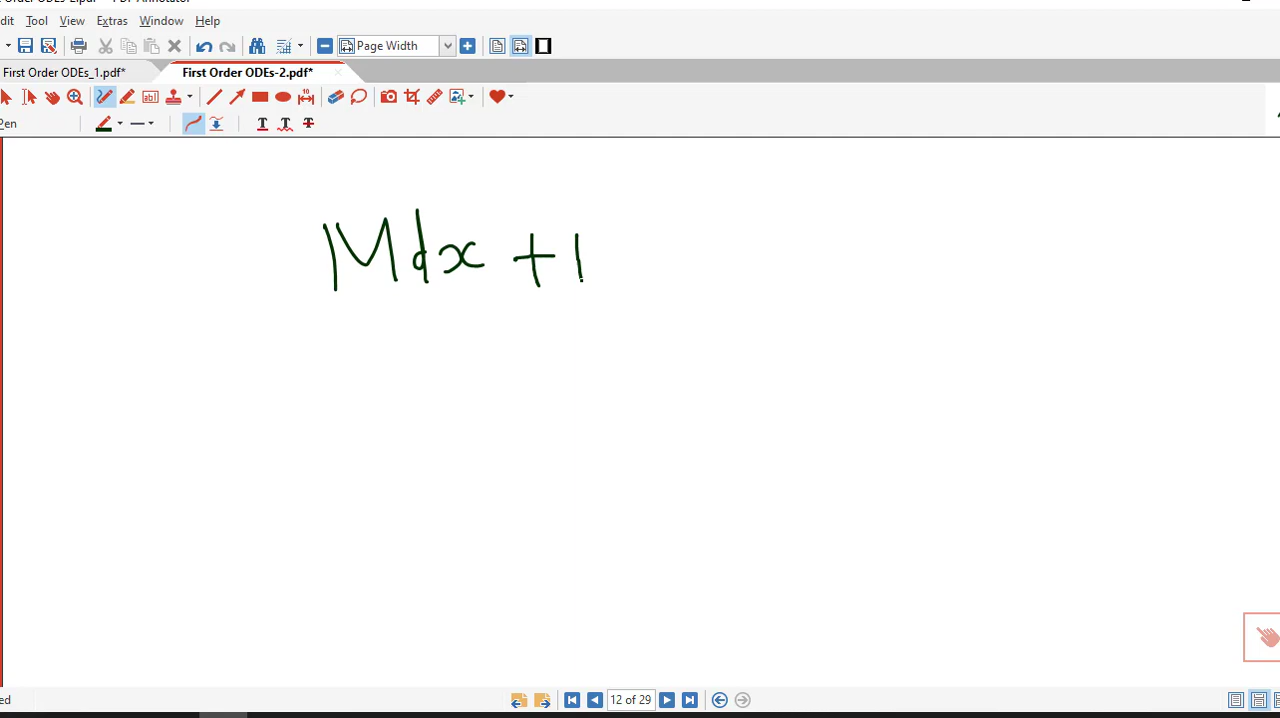 dit Tool View Extras Window Help
Page Width
First Order ODEs_1.pdf* First Order ODEs-2.pdf*
Pen
Mdx + I
12 of 29